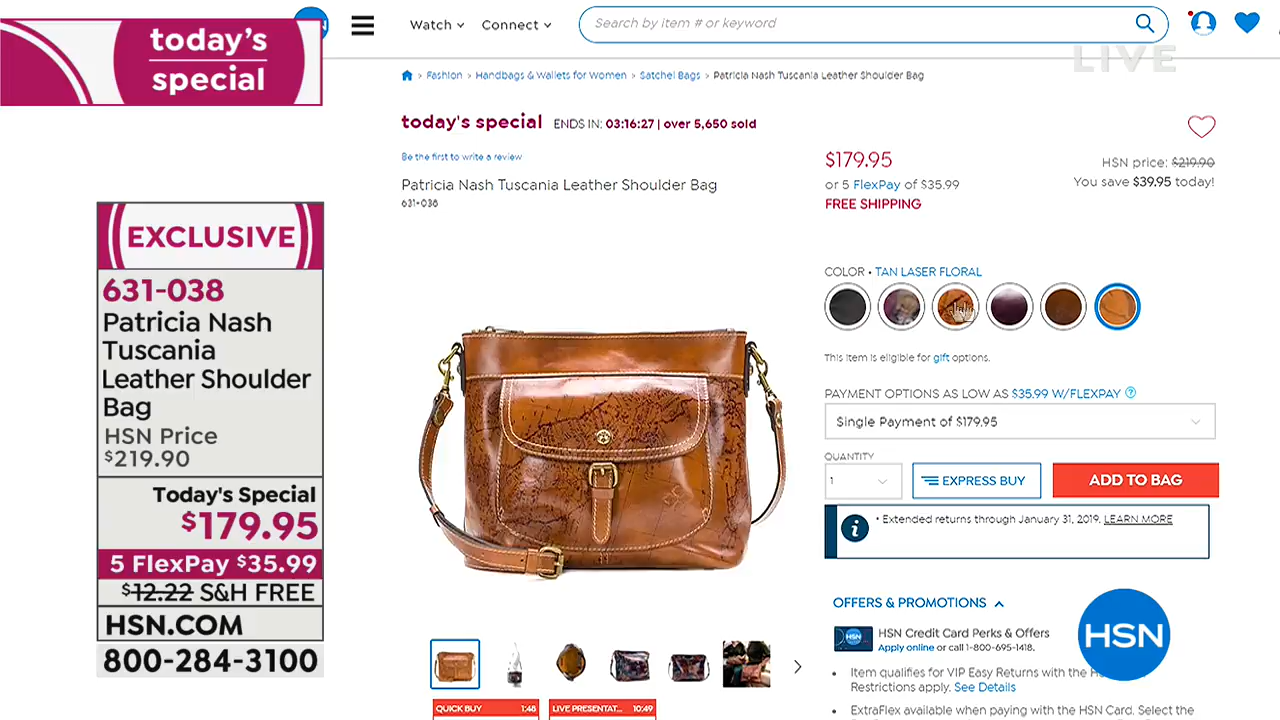 today's
special
Watch
Connect
Search by item # or keyword
LIVE
Fashion > Handbags & Wallets for Women > Satchel Bags > Patricia Nash Tuscania Leather Shoulder Bag
today's special ENDS IN: 03:16:27 | over 5,650 sold
Be the first to write a review
Patricia Nash Tuscania Leather Shoulder Bag
631-038
$179.95
or 5 FlexPay of $35.99
FREE SHIPPING
HSN price: $219.90
You save $39.95 today!
COLOR • TAN LASER FLORAL
This item is eligible for gift options.
PAYMENT OPTIONS AS LOW AS $35.99 W/FLEXPAY ?
Single Payment of $179.95
QUANTITY
1
EXPRESS BUY
ADD TO BAG
• Extended returns through January 31, 2019. LEARN MORE
OFFERS & PROMOTIONS
HSN
HSN Credit Card Perks & Offers
Apply online or call 1-800-695-1418.
• Item qualifies for VIP Easy Returns with the
Restrictions apply. See Details
• ExtraFlex available when paying with the HSN Card. Select the
HSN
QUICK BUY 1:48
LIVE PRESENTAT... 10:49
EXCLUSIVE
631-038
Patricia Nash
Tuscania
Leather Shoulder
Bag
HSN Price
$219.90
Today's Special
$179.95
5 FlexPay $35.99
$12.22 S&H FREE
HSN.COM
800-284-3100